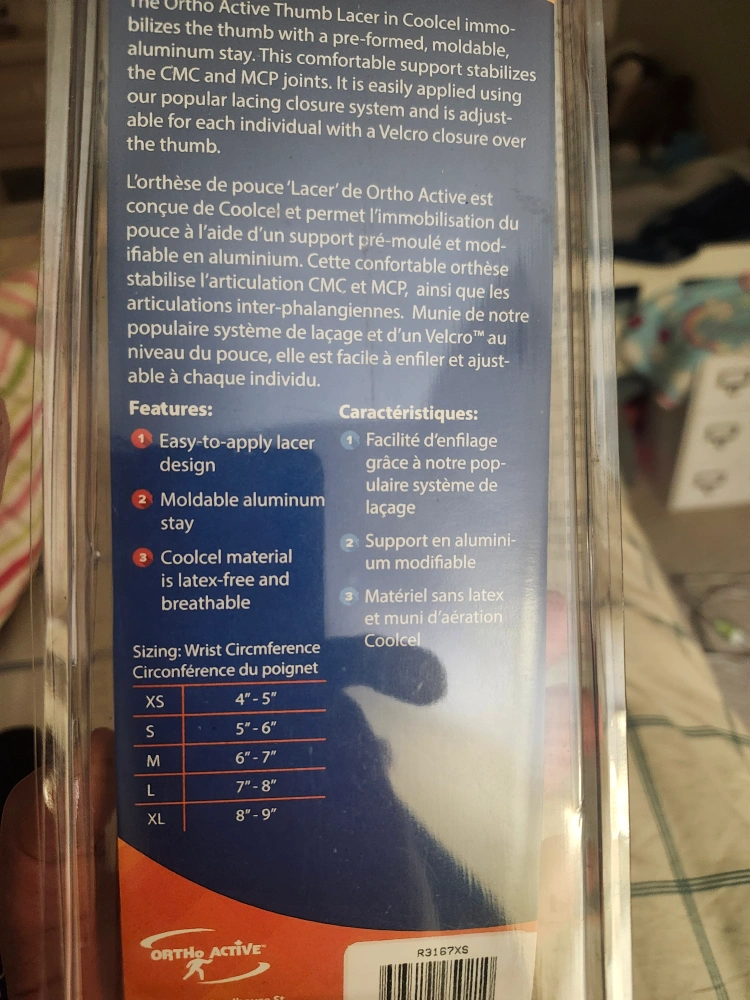 The Ortho Active Thumb Lacer in Coolcel immo-
bilizes the thumb with a pre-formed, moldable,
aluminum stay. This comfortable support stabilizes
the CMC and MCP joints. It is easily applied using
our popular lacing closure system and is adjust-
able for each individual with a Velcro closure over
the thumb.
L'orthèse de pouce 'Lacer' de Ortho Active est
conçue de Coolcel et permet l'immobilisation du
pouce à l'aide d'un support pré-moulé et mod-
ifiable en aluminium. Cette confortable orthèse
stabilise l'articulation CMC et MCP, ainsi que les
articulations inter-phalangiennes. Munie de notre
populaire système de laçage et d'un Velcro™ au
niveau du pouce, elle est facile à enfiler et ajust-
able à chaque individu.
Features:
1 Easy-to-apply lacer
design
2 Moldable aluminum
stay
3 Coolcel material
is latex-free and
breathable
Caractéristiques:
1 Facilité d'enfilage
grâce à notre pop-
ulaire système de
laçage
2 Support en alumini-
um modifiable
3 Matériel sans latex
et muni d'aération
Coolcel
Sizing: Wrist Circmference
Circonférence du poignet
XS 4" - 5"
S 5" - 6"
M 6" - 7"
L 7" - 8"
XL 8" - 9"
ORTHO ACTIVE™
R3167XS